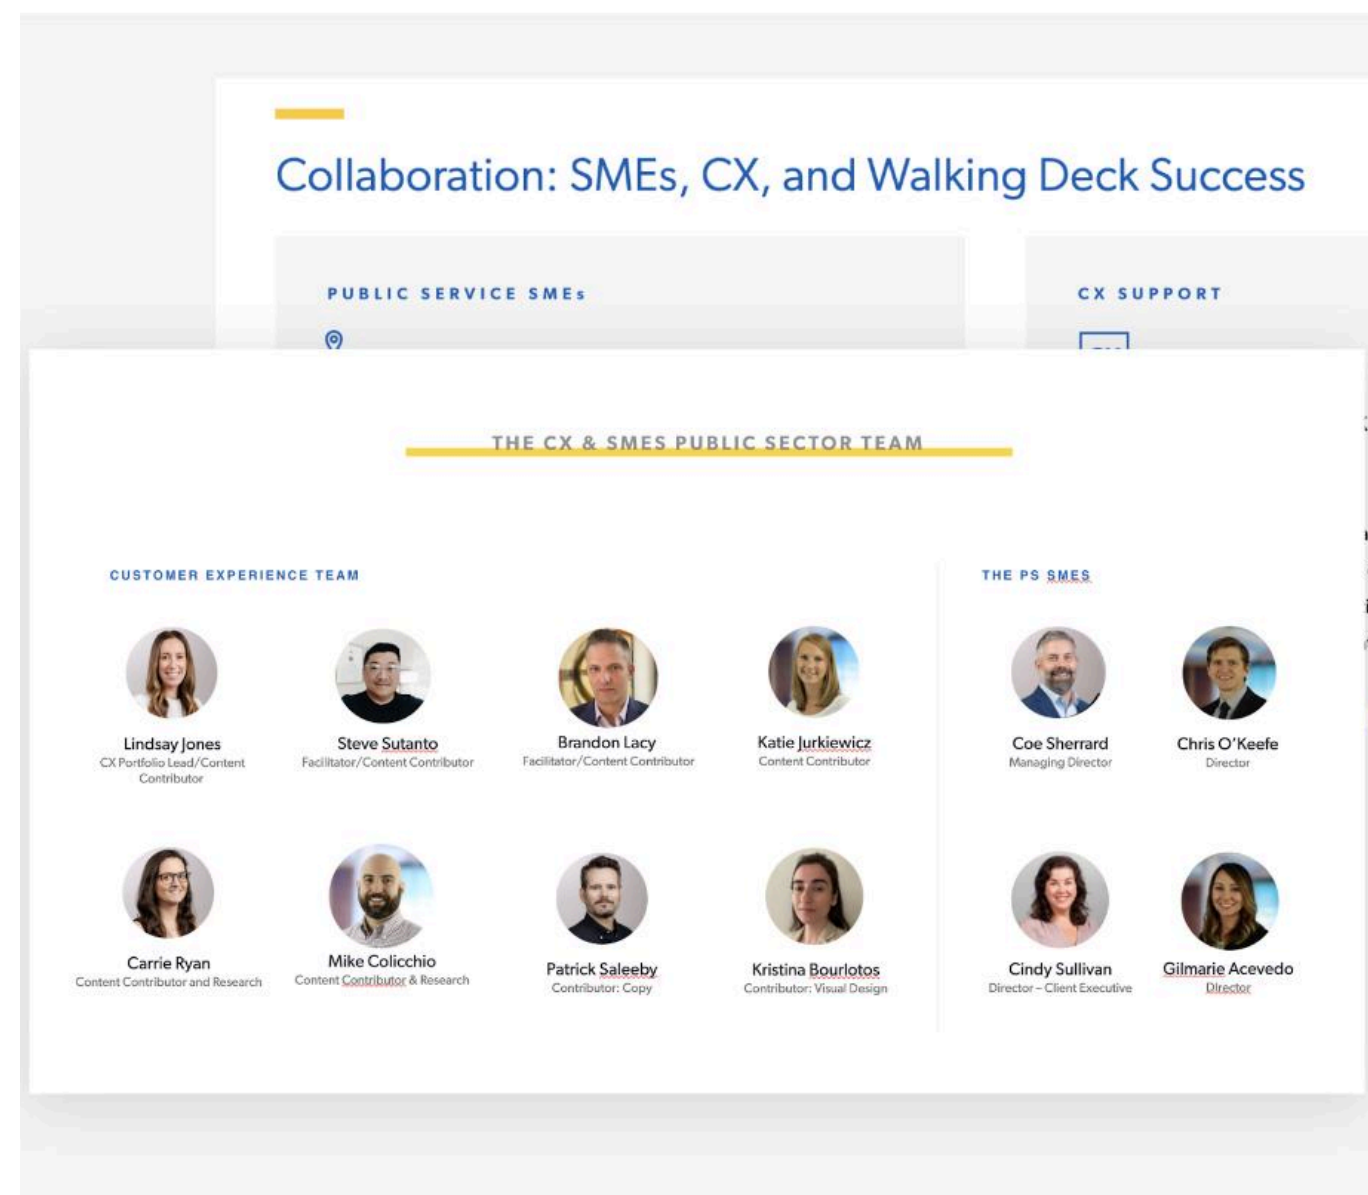 Collaboration: SMEs, CX, and Walking Deck Success
PUBLIC SERVICE SMEs
CX SUPPORT
THE CX & SMES PUBLIC SECTOR TEAM
CUSTOMER EXPERIENCE TEAM
THE PS SMES
Lindsay Jones
CX Portfolio Lead/Content
Contributor
Steve Sutanto
Facilitator/Content Contributor
Brandon Lacy
Facilitator/Content Contributor
Katie Jurkiewicz
Content Contributor
Coe Sherrard
Managing Director
Chris O'Keefe
Director
Carrie Ryan
Content Contributor and Research
Mike Colicchio
Content Contributor & Research
Patrick Saleeby
Contributor: Copy
Kristina Bourlotos
Contributor: Visual Design
Cindy Sullivan
Director – Client Executive
Gilmarie Acevedo
DIrector